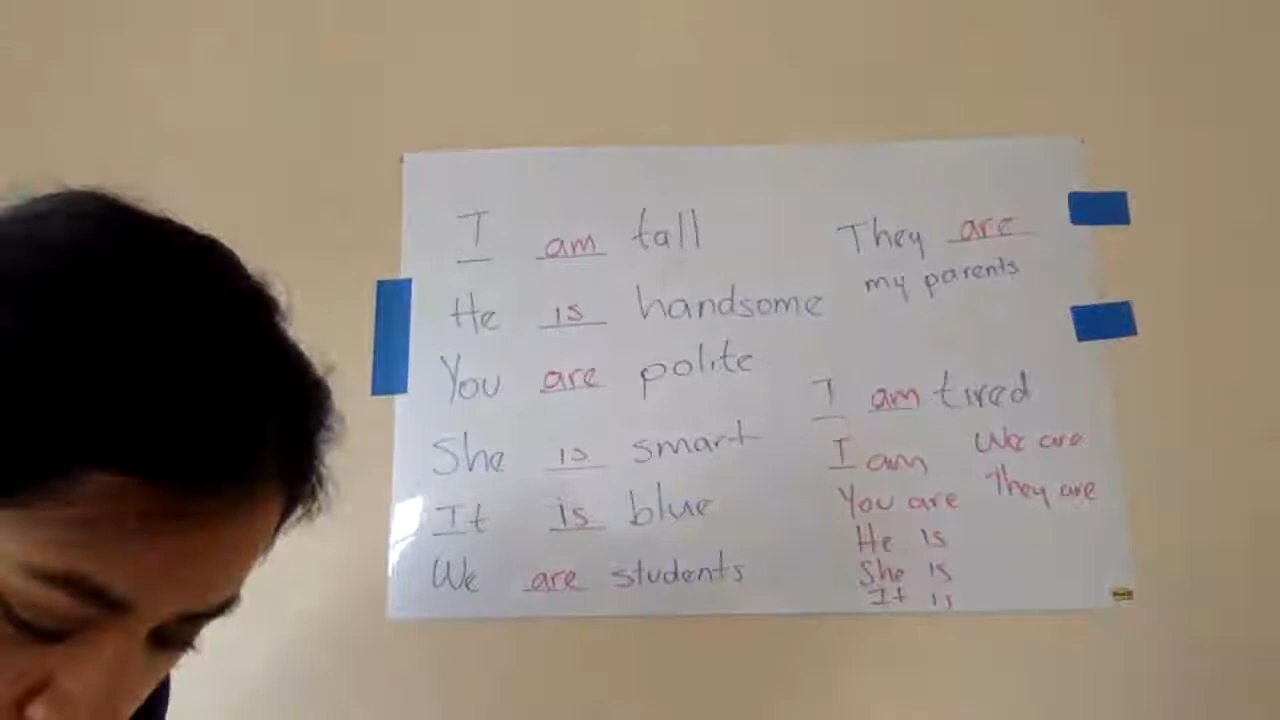 I am tall
He is handsome
You are polite
She is smart
It is blue
We are students
They are
my parents
I am tired
I am
You are
He is
She is
It is
We are
They are